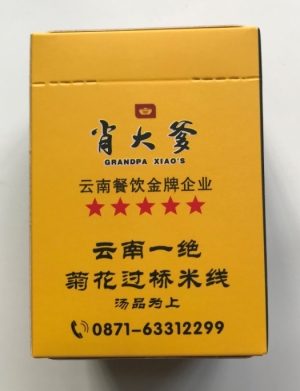 肖大爹
GRANDPA XIAO'S
云南餐饮金牌企业
云南一绝
菊花过桥米线
汤品为上
0871-63312299